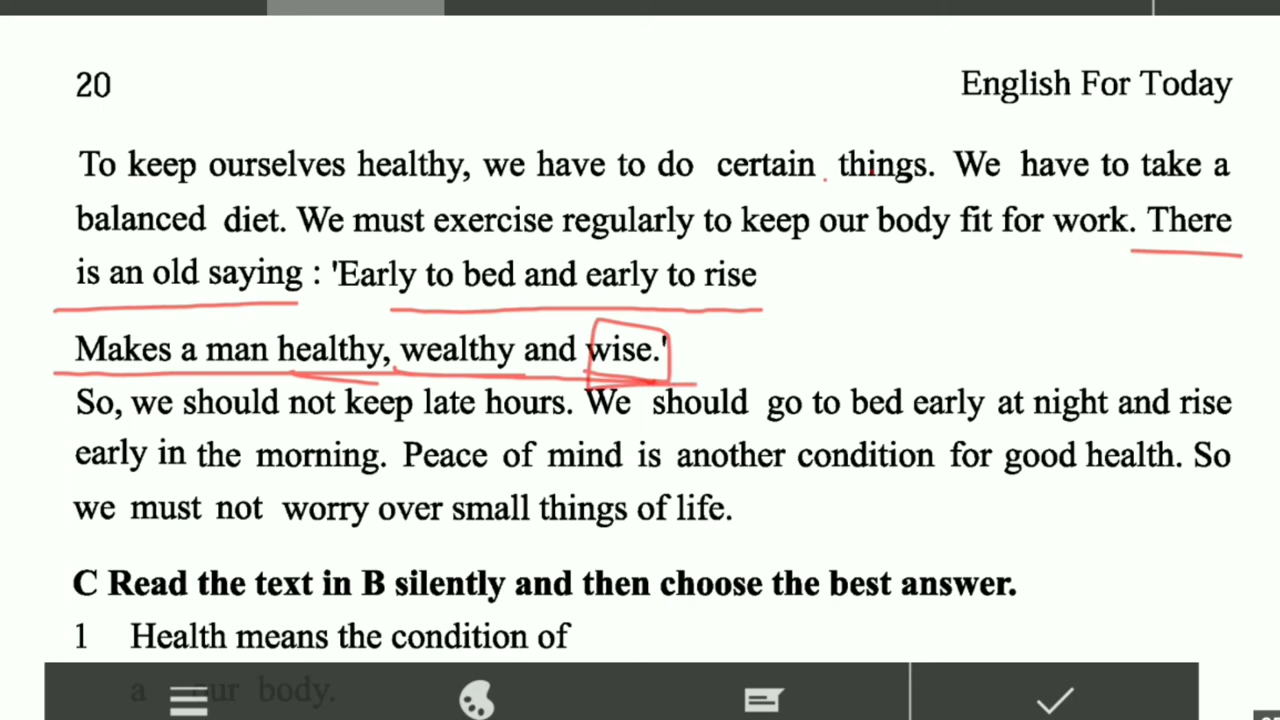 20 English For Today
To keep ourselves healthy, we have to do certain things. We have to take a
balanced diet. We must exercise regularly to keep our body fit for work. There
is an old saying : 'Early to bed and early to rise
Makes a man healthy, wealthy and wise.'
So, we should not keep late hours. We should go to bed early at night and rise
early in the morning. Peace of mind is another condition for good health. So
we must not worry over small things of life.
C Read the text in B silently and then choose the best answer.
1 Health means the condition of
a our body.